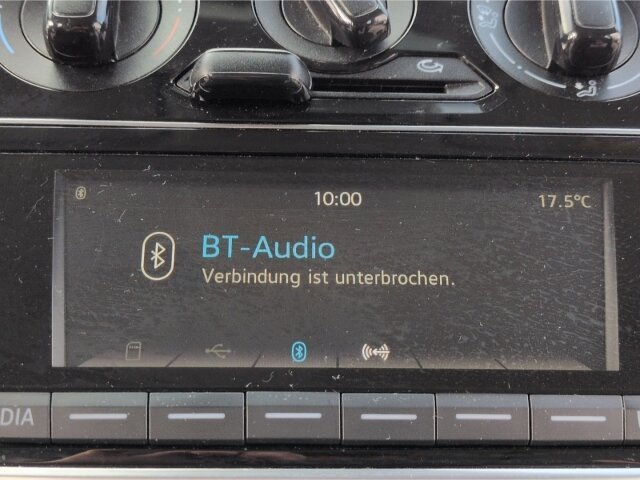 10:00
17.5°C
BT-Audio
Verbindung ist unterbrochen.
DIA